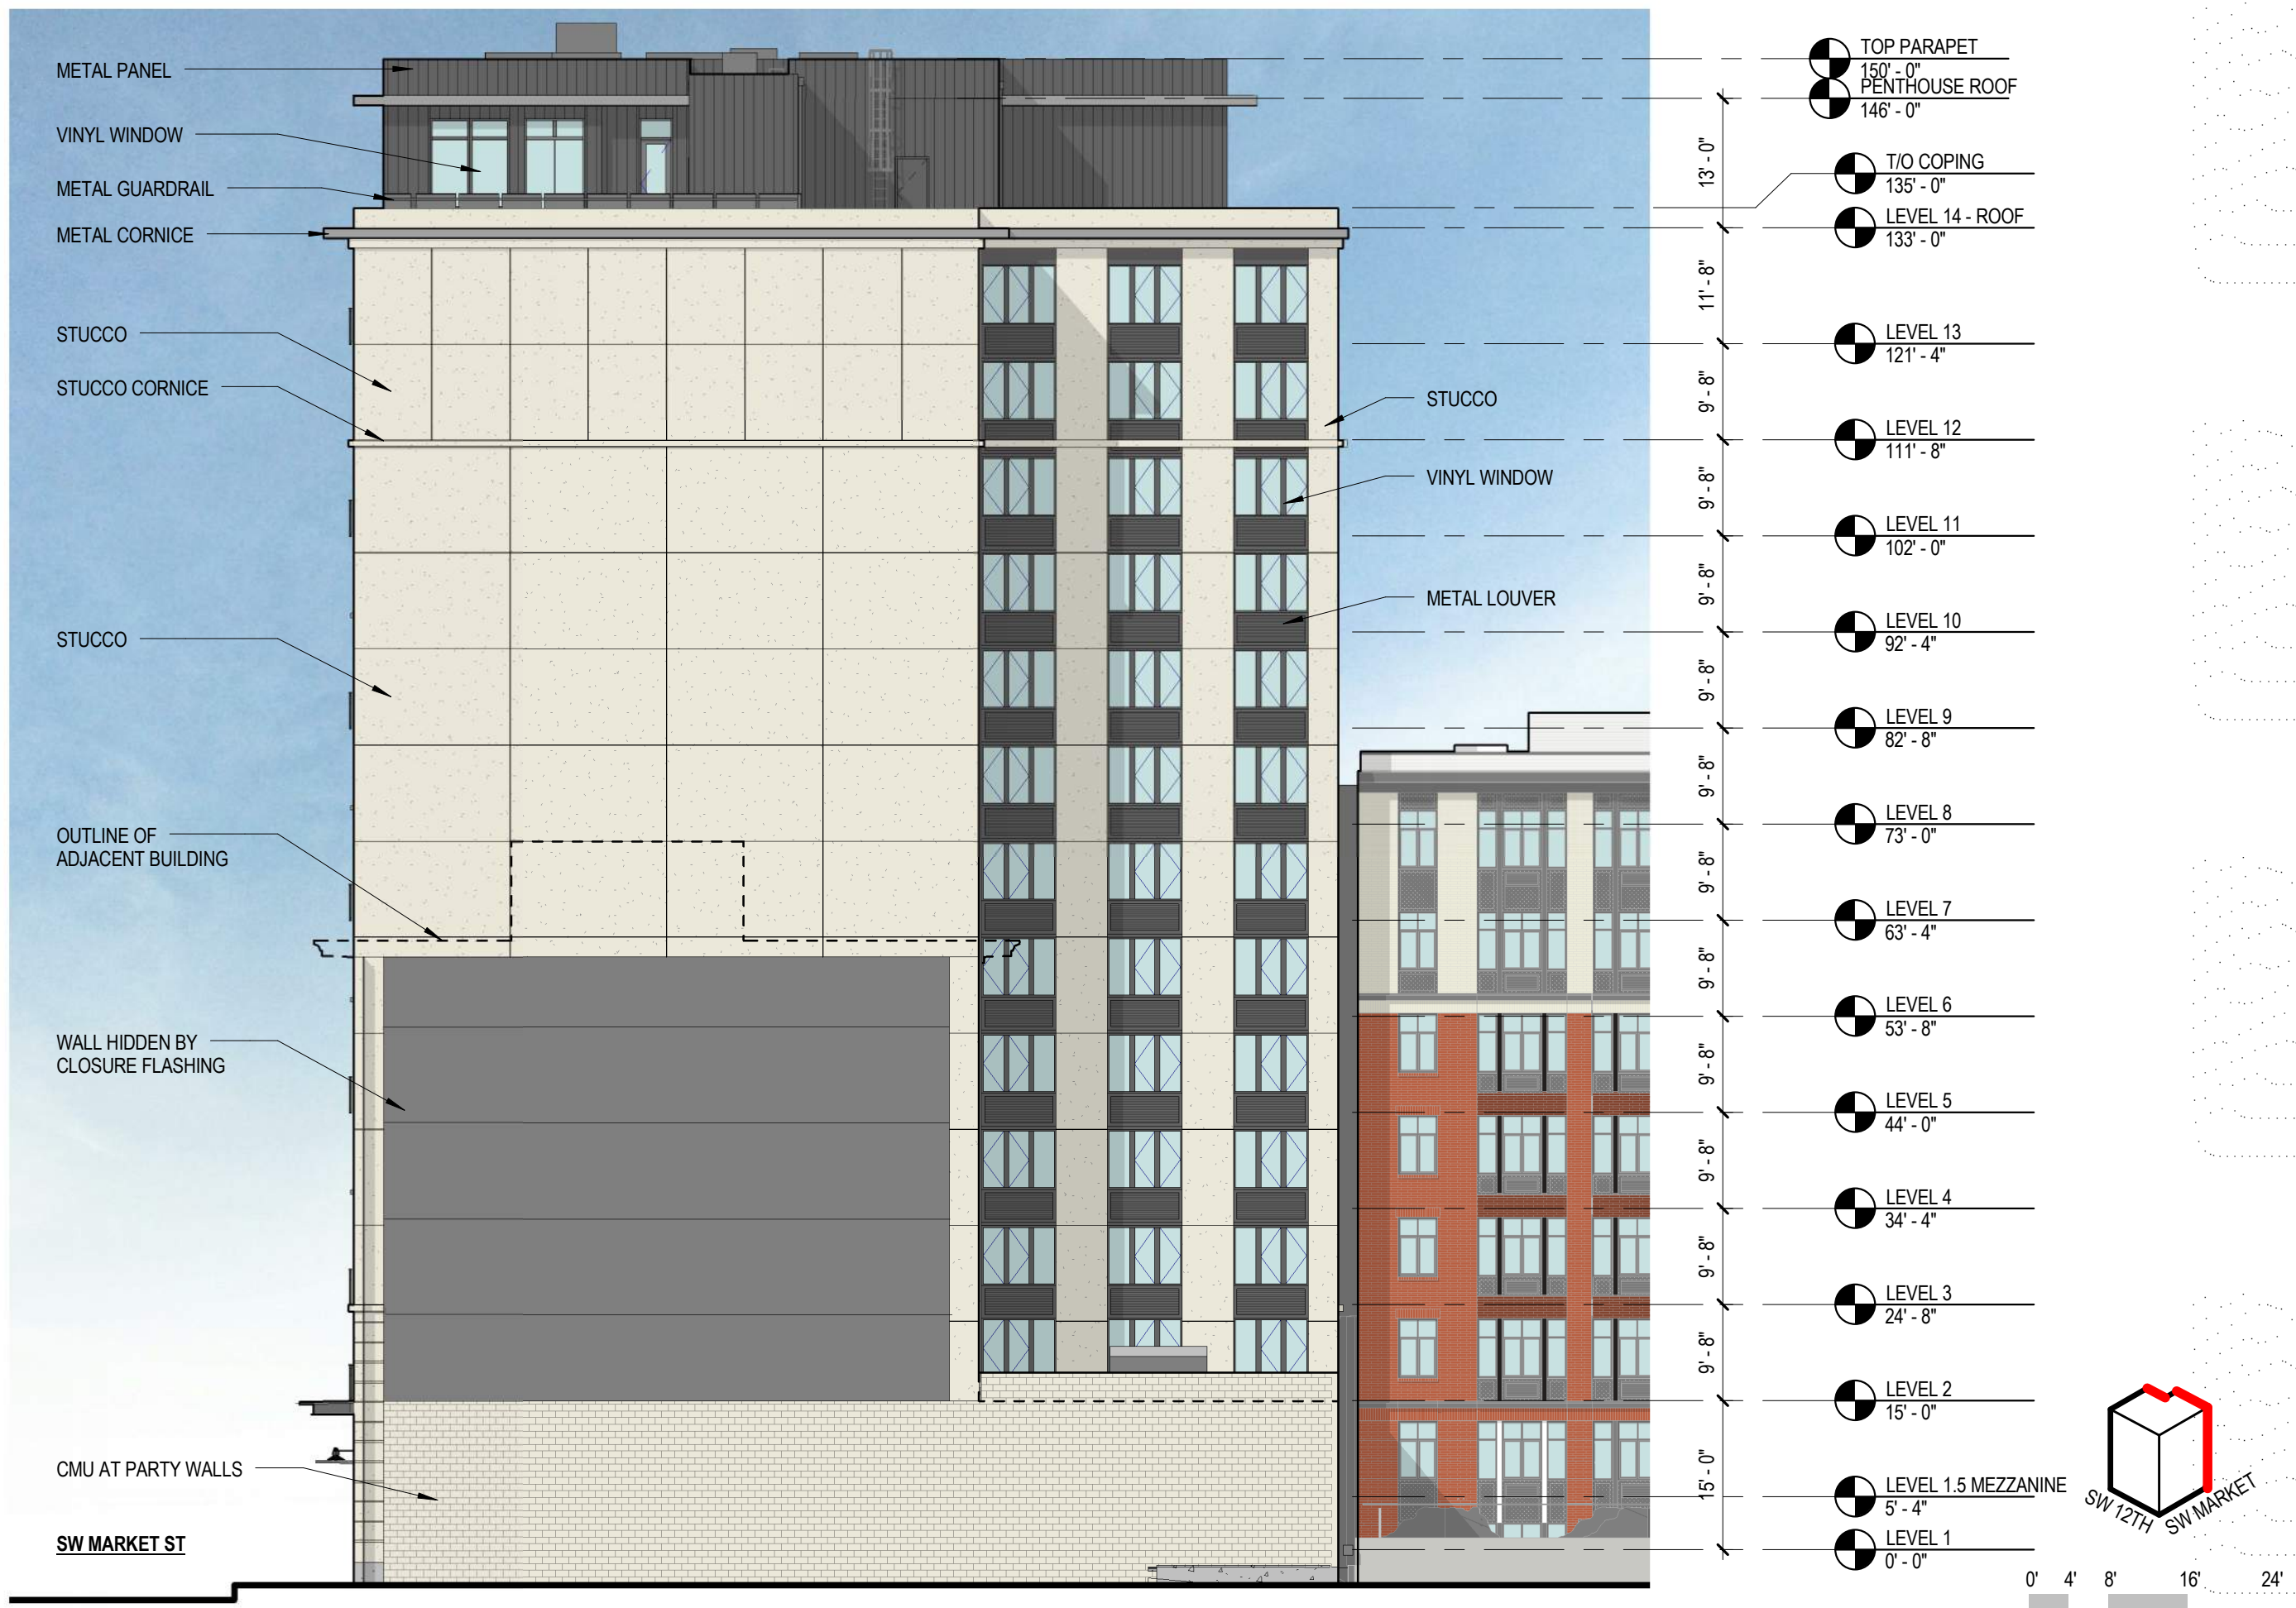 METAL PANEL
VINYL WINDOW
METAL GUARDRAIL
METAL CORNICE
STUCCO
STUCCO CORNICE
STUCCO
OUTLINE OF
ADJACENT BUILDING
WALL HIDDEN BY
CLOSURE FLASHING
CMU AT PARTY WALLS
SW MARKET ST
STUCCO
VINYL WINDOW
METAL LOUVER
13' - 0"
11' - 8"
9' - 8"
9' - 8"
9' - 8"
9' - 8"
9' - 8"
9' - 8"
9' - 8"
9' - 8"
9' - 8"
9' - 8"
9' - 8"
15' - 0"
TOP PARAPET
150' - 0"
PENTHOUSE ROOF
146' - 0"
T/O COPING
135' - 0"
LEVEL 14 - ROOF
133' - 0"
LEVEL 13
121' - 4"
LEVEL 12
111' - 8"
LEVEL 11
102' - 0"
LEVEL 10
92' - 4"
LEVEL 9
82' - 8"
LEVEL 8
73' - 0"
LEVEL 7
63' - 4"
LEVEL 6
53' - 8"
LEVEL 5
44' - 0"
LEVEL 4
34' - 4"
LEVEL 3
24' - 8"
LEVEL 2
15' - 0"
LEVEL 1.5 MEZZANINE
5' - 4"
LEVEL 1
0' - 0"
SW 12TH
SW MARKET
0' 4' 8' 16' 24'